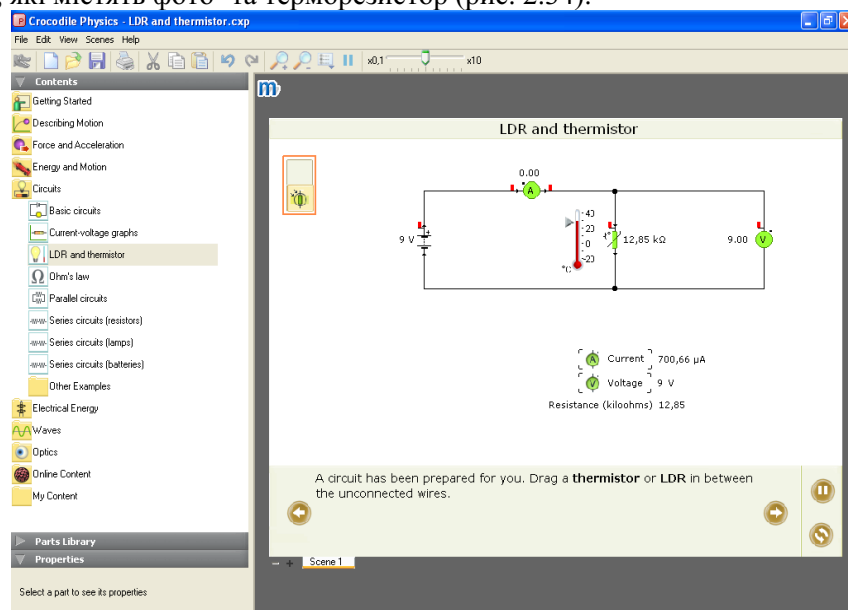 які містять фото- та терморезистор (рис. 2.34).
Crocodile Physics - LDR and thermistor.cxp
File Edit View Scenes Help
x0,1 x10
Contents
Getting Started
Describing Motion
Force and Acceleration
Energy and Motion
Circuits
Basic circuits
Current-voltage graphs
LDR and thermistor
Ohm's law
Parallel circuits
Series circuits (resistors)
Series circuits (lamps)
Series circuits (batteries)
Other Examples
Electrical Energy
Waves
Optics
Online Content
My Content
Parts Library
Properties
Select a part to see its properties
LDR and thermistor
0.00
A
9 V
40
20
0
-20
°C
12,85 kΩ
9.00
V
A Current 700,66 µA
V Voltage 9 V
Resistance (kiloohms) 12,85
A circuit has been prepared for you. Drag a thermistor or LDR in between
the unconnected wires.
Scene 1